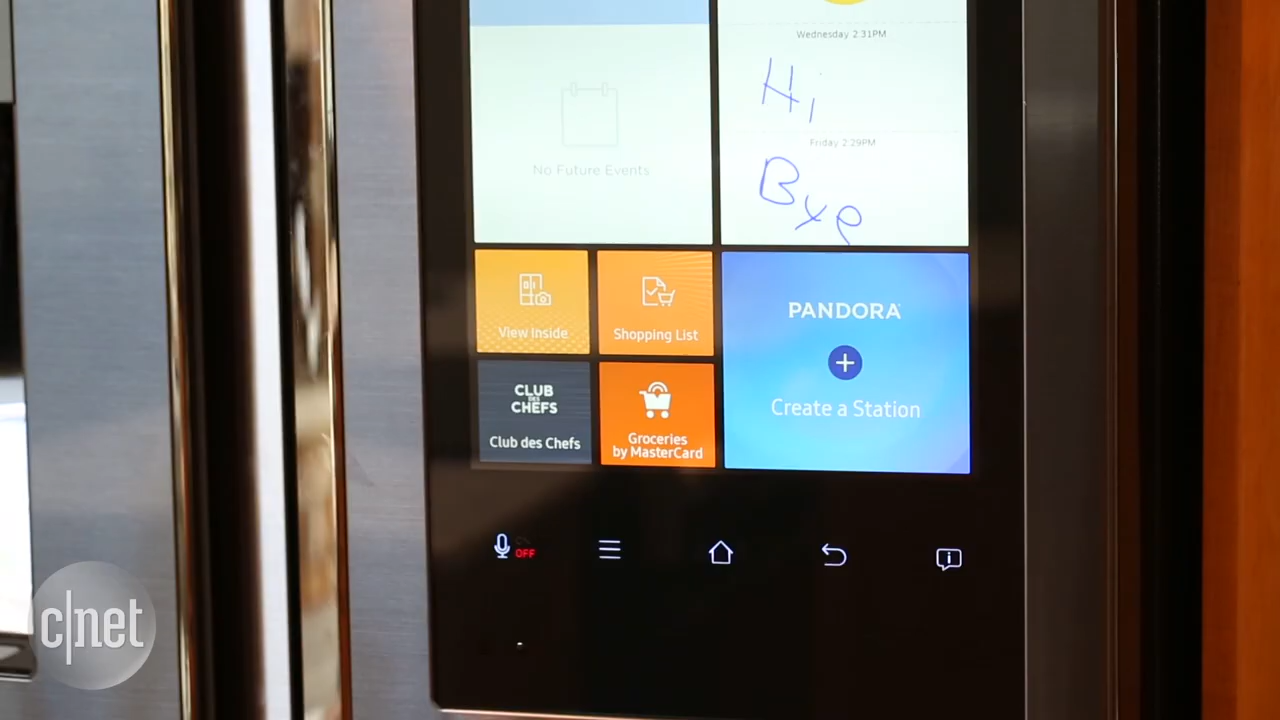 Wednesday 2:31PM
Hi
Friday 2:29PM
Bye
No Future Events
View Inside
Shopping List
CLUB
DES
CHEFS
Club des Chefs
Groceries
by MasterCard
PANDORA
Create a Station
OFF
c|net